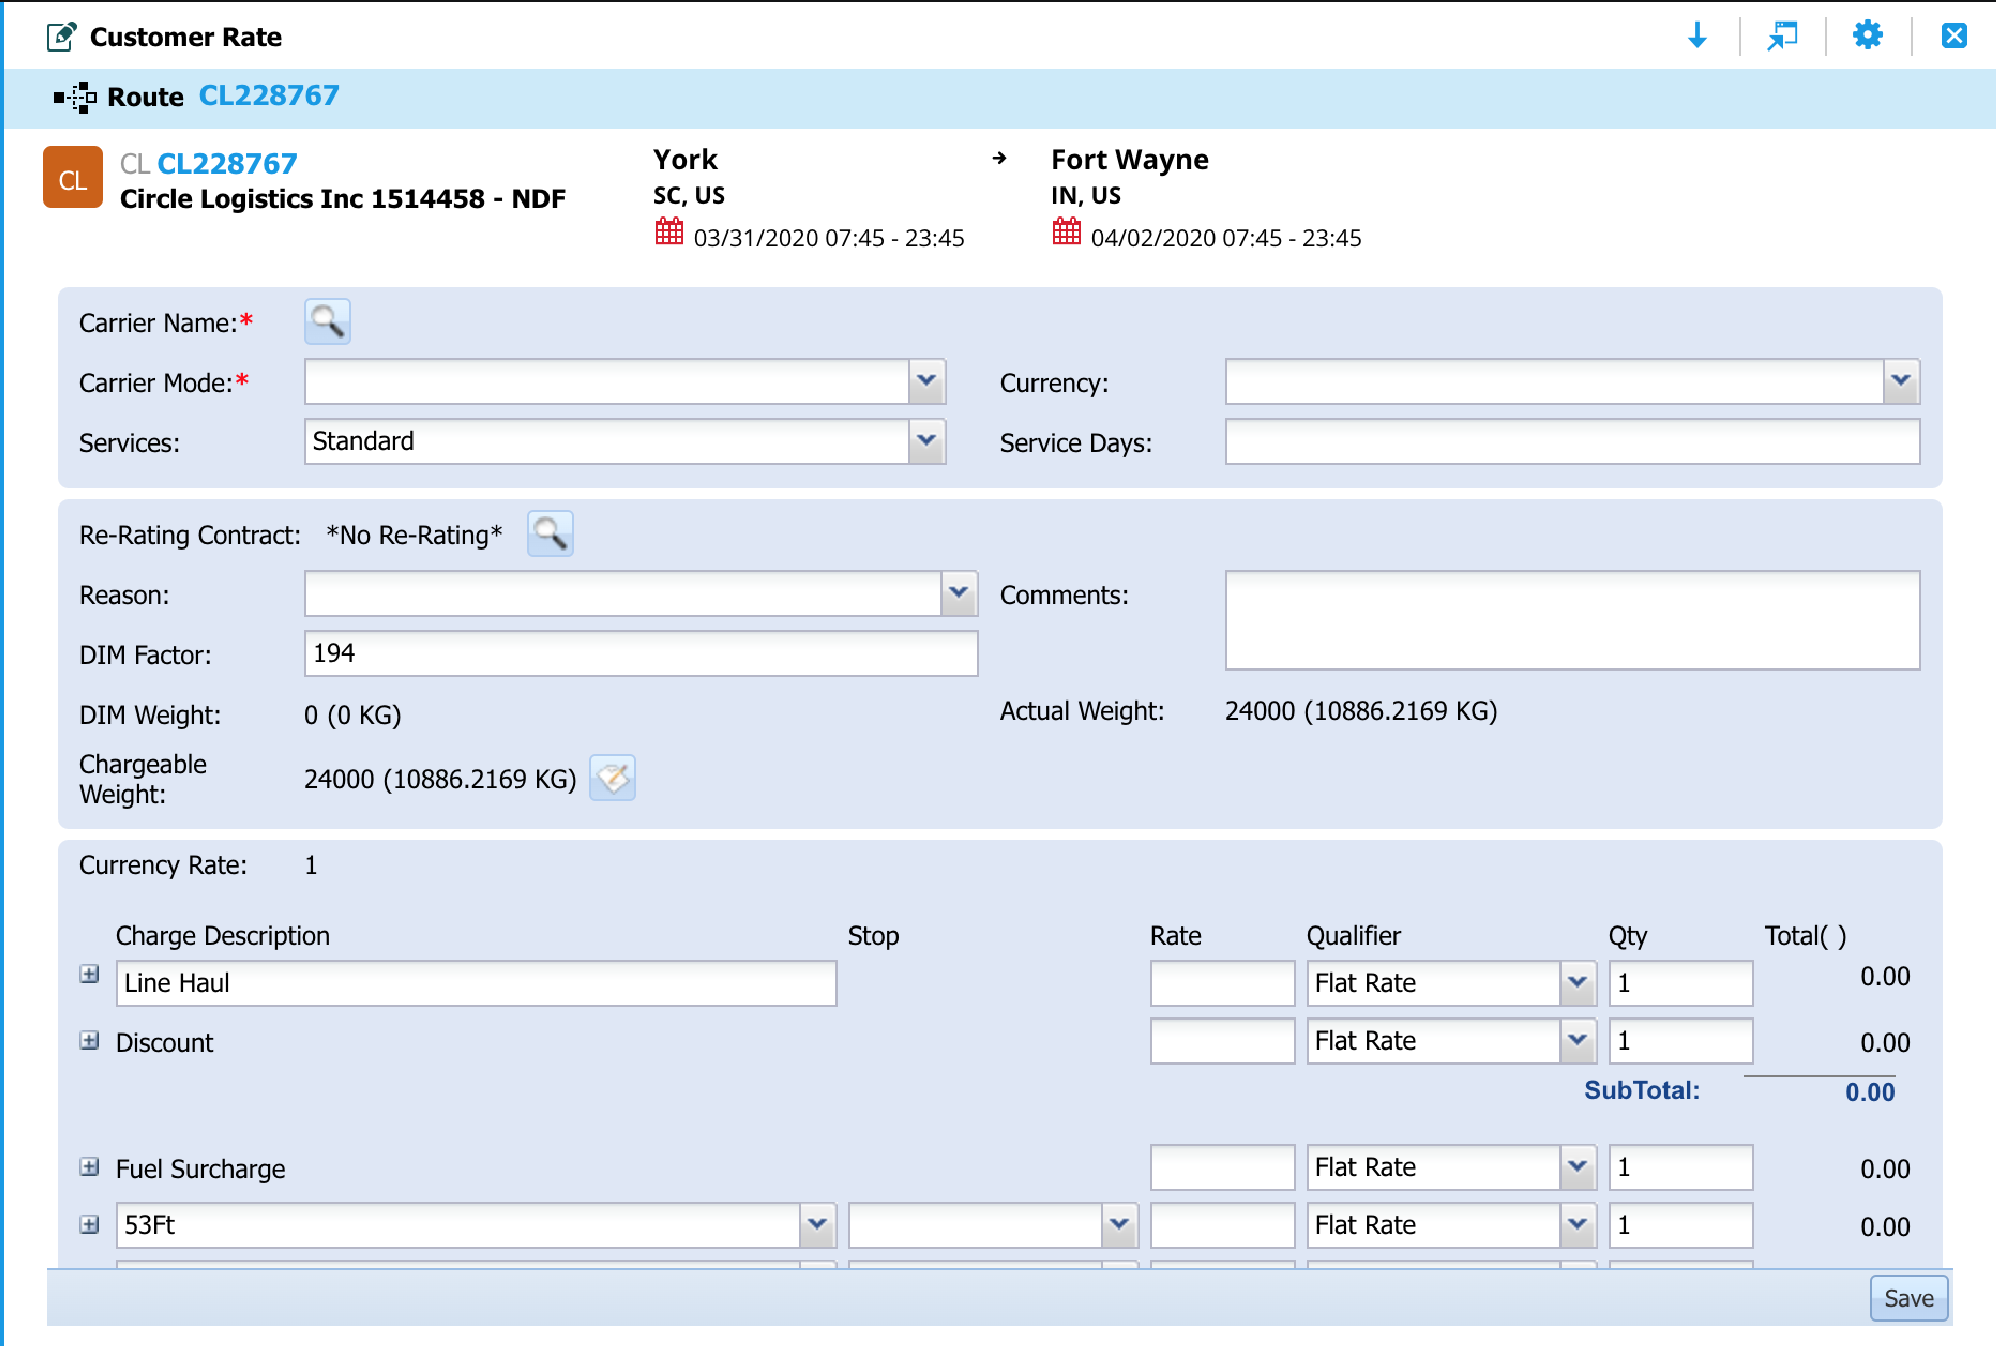 Customer Rate
Route CL228767
CL
CL CL228767
Circle Logistics Inc 1514458 - NDF
York
SC, US
03/31/2020 07:45 - 23:45
Fort Wayne
IN, US
04/02/2020 07:45 - 23:45
Carrier Name:*
Carrier Mode:*
Currency:
Services: Standard
Service Days:
Re-Rating Contract: *No Re-Rating*
Reason:
Comments:
DIM Factor: 194
DIM Weight: 0 (0 KG)
Actual Weight: 24000 (10886.2169 KG)
Chargeable
Weight: 24000 (10886.2169 KG)
Currency Rate: 1
Charge Description Stop Rate Qualifier Qty Total( )
Line Haul Flat Rate 1 0.00
Discount Flat Rate 1 0.00
SubTotal: 0.00
Fuel Surcharge Flat Rate 1 0.00
53Ft Flat Rate 1 0.00
Save